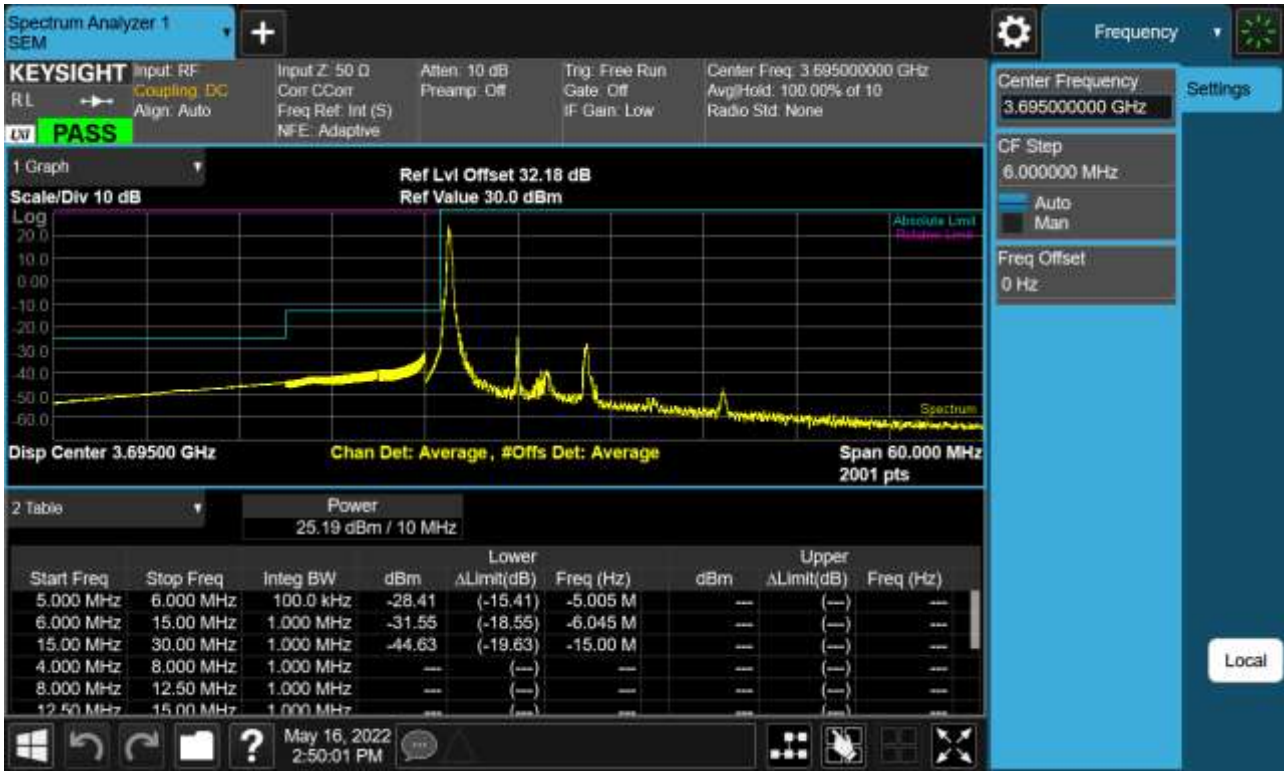 Spectrum Analyzer 1
SEM
+
Frequency
KEYSIGHT
RL
LXI PASS
Input: RF
Coupling: DC
Align: Auto
Input Z: 50 Ω
Corr CCorr
Freq Ref: Int (S)
NFE: Adaptive
Atten: 10 dB
Preamp: Off
Trig: Free Run
Gate: Off
IF Gain: Low
Center Freq: 3.695000000 GHz
Avg|Hold: 100.00% of 10
Radio Std: None
Center Frequency
3.695000000 GHz
Settings
CF Step
6.000000 MHz
Auto
Man
Freq Offset
0 Hz
Local
1 Graph
Scale/Div 10 dB
Ref Lvl Offset 32.18 dB
Ref Value 30.0 dBm
Log
20.0
10.0
0.00
-10.0
-20.0
-30.0
-40.0
-50.0
-60.0
Absolute Limit
Relative Limit
Spectrum
Disp Center 3.69500 GHz
Chan Det: Average, #Offs Det: Average
Span 60.000 MHz
2001 pts
2 Table
Power
25.19 dBm / 10 MHz
Lower Upper
Start Freq Stop Freq Integ BW dBm ΔLimit(dB) Freq (Hz) dBm ΔLimit(dB) Freq (Hz)
5.000 MHz 6.000 MHz 100.0 kHz -28.41 (-15.41) -5.005 M --- (---) ---
6.000 MHz 15.00 MHz 1.000 MHz -31.55 (-18.55) -6.045 M --- (---) ---
15.00 MHz 30.00 MHz 1.000 MHz -44.63 (-19.63) -15.00 M --- (---) ---
4.000 MHz 8.000 MHz 1.000 MHz --- (---) --- --- (---) ---
8.000 MHz 12.50 MHz 1.000 MHz --- (---) --- --- (---) ---
12.50 MHz 15.00 MHz 1.000 MHz --- (---) --- --- (---) ---
?
May 16, 2022
2:50:01 PM